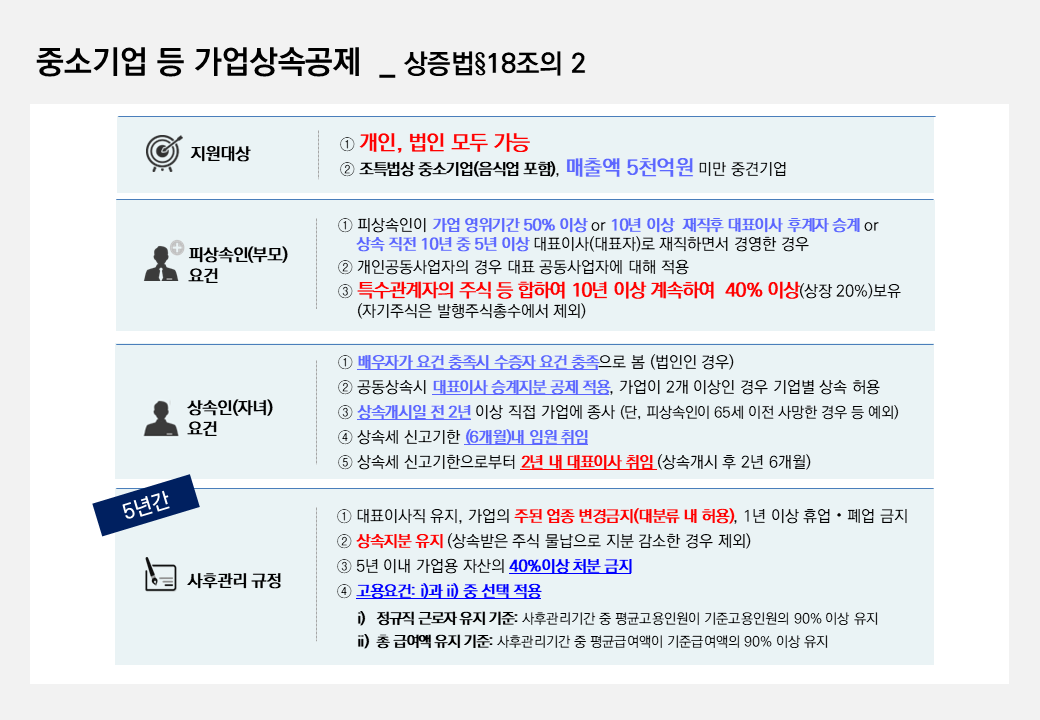 중소기업 등 가업상속공제 _ 상증법§18조의 2
지원대상
① 개인, 법인 모두 가능
② 조특법상 중소기업(음식업 포함), 매출액 5천억원 미만 중견기업
피상속인(부모)
요건
① 피상속인이 가업 영위기간 50% 이상 or 10년 이상 재직후 대표이사 후계자 승계 or
상속 직전 10년 중 5년 이상 대표이사(대표자)로 재직하면서 경영한 경우
② 개인공동사업자의 경우 대표 공동사업자에 대해 적용
③ 특수관계자의 주식 등 합하여 10년 이상 계속하여 40% 이상(상장 20%)보유
(자기주식은 발행주식총수에서 제외)
상속인(자녀)
요건
① 배우자가 요건 충족시 수증자 요건 충족으로 봄 (법인인 경우)
② 공동상속시 대표이사 승계지분 공제 적용, 가업이 2개 이상인 경우 기업별 상속 허용
③ 상속개시일 전 2년 이상 직접 가업에 종사 (단, 피상속인이 65세 이전 사망한 경우 등 예외)
④ 상속세 신고기한 (6개월)내 임원 취임
⑤ 상속세 신고기한으로부터 2년 내 대표이사 취임 (상속개시 후 2년 6개월)
5년간
사후관리 규정
① 대표이사직 유지, 가업의 주된 업종 변경금지(대분류 내 허용), 1년 이상 휴업 • 폐업 금지
② 상속지분 유지 (상속받은 주식 물납으로 지분 감소한 경우 제외)
③ 5년 이내 가업용 자산의 40%이상 처분 금지
④ 고용요건: i)과 ii) 중 선택 적용
i) 정규직 근로자 유지 기준: 사후관리기간 중 평균고용인원이 기준고용인원의 90% 이상 유지
ii) 총 급여액 유지 기준: 사후관리기간 중 평균급여액이 기준급여액의 90% 이상 유지